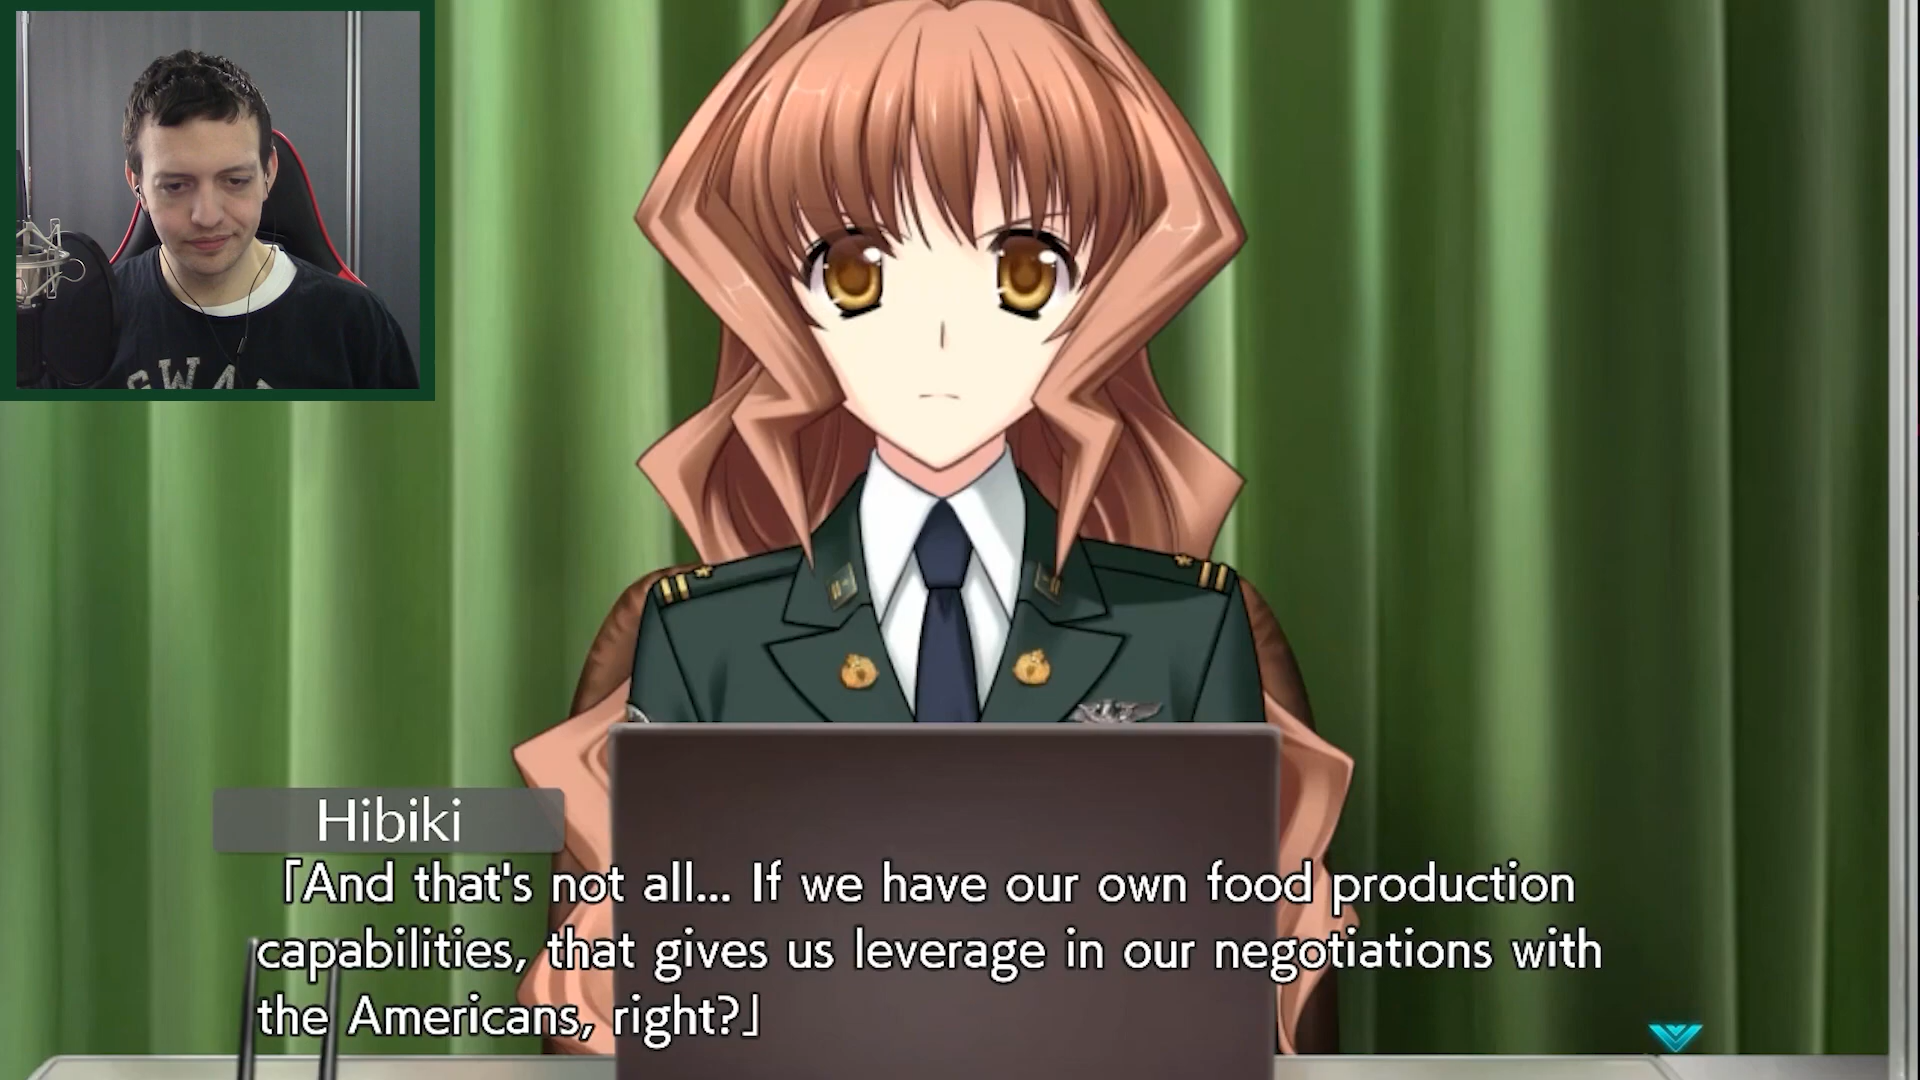 SWA
Hibiki
「And that's not all... If we have our own food production
capabilities, that gives us leverage in our negotiations with
the Americans, right?」